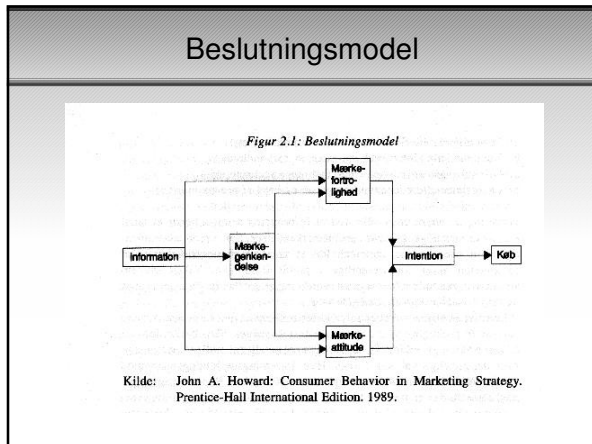 Beslutningsmodel
Figur 2.1: Beslutningsmodel
Mærke-
fortro-
lighed
Information
Mærke-
genken-
delse
Intention
Køb
Mærke-
attitude
Kilde: John A. Howard: Consumer Behavior in Marketing Strategy.
Prentice-Hall International Edition. 1989.